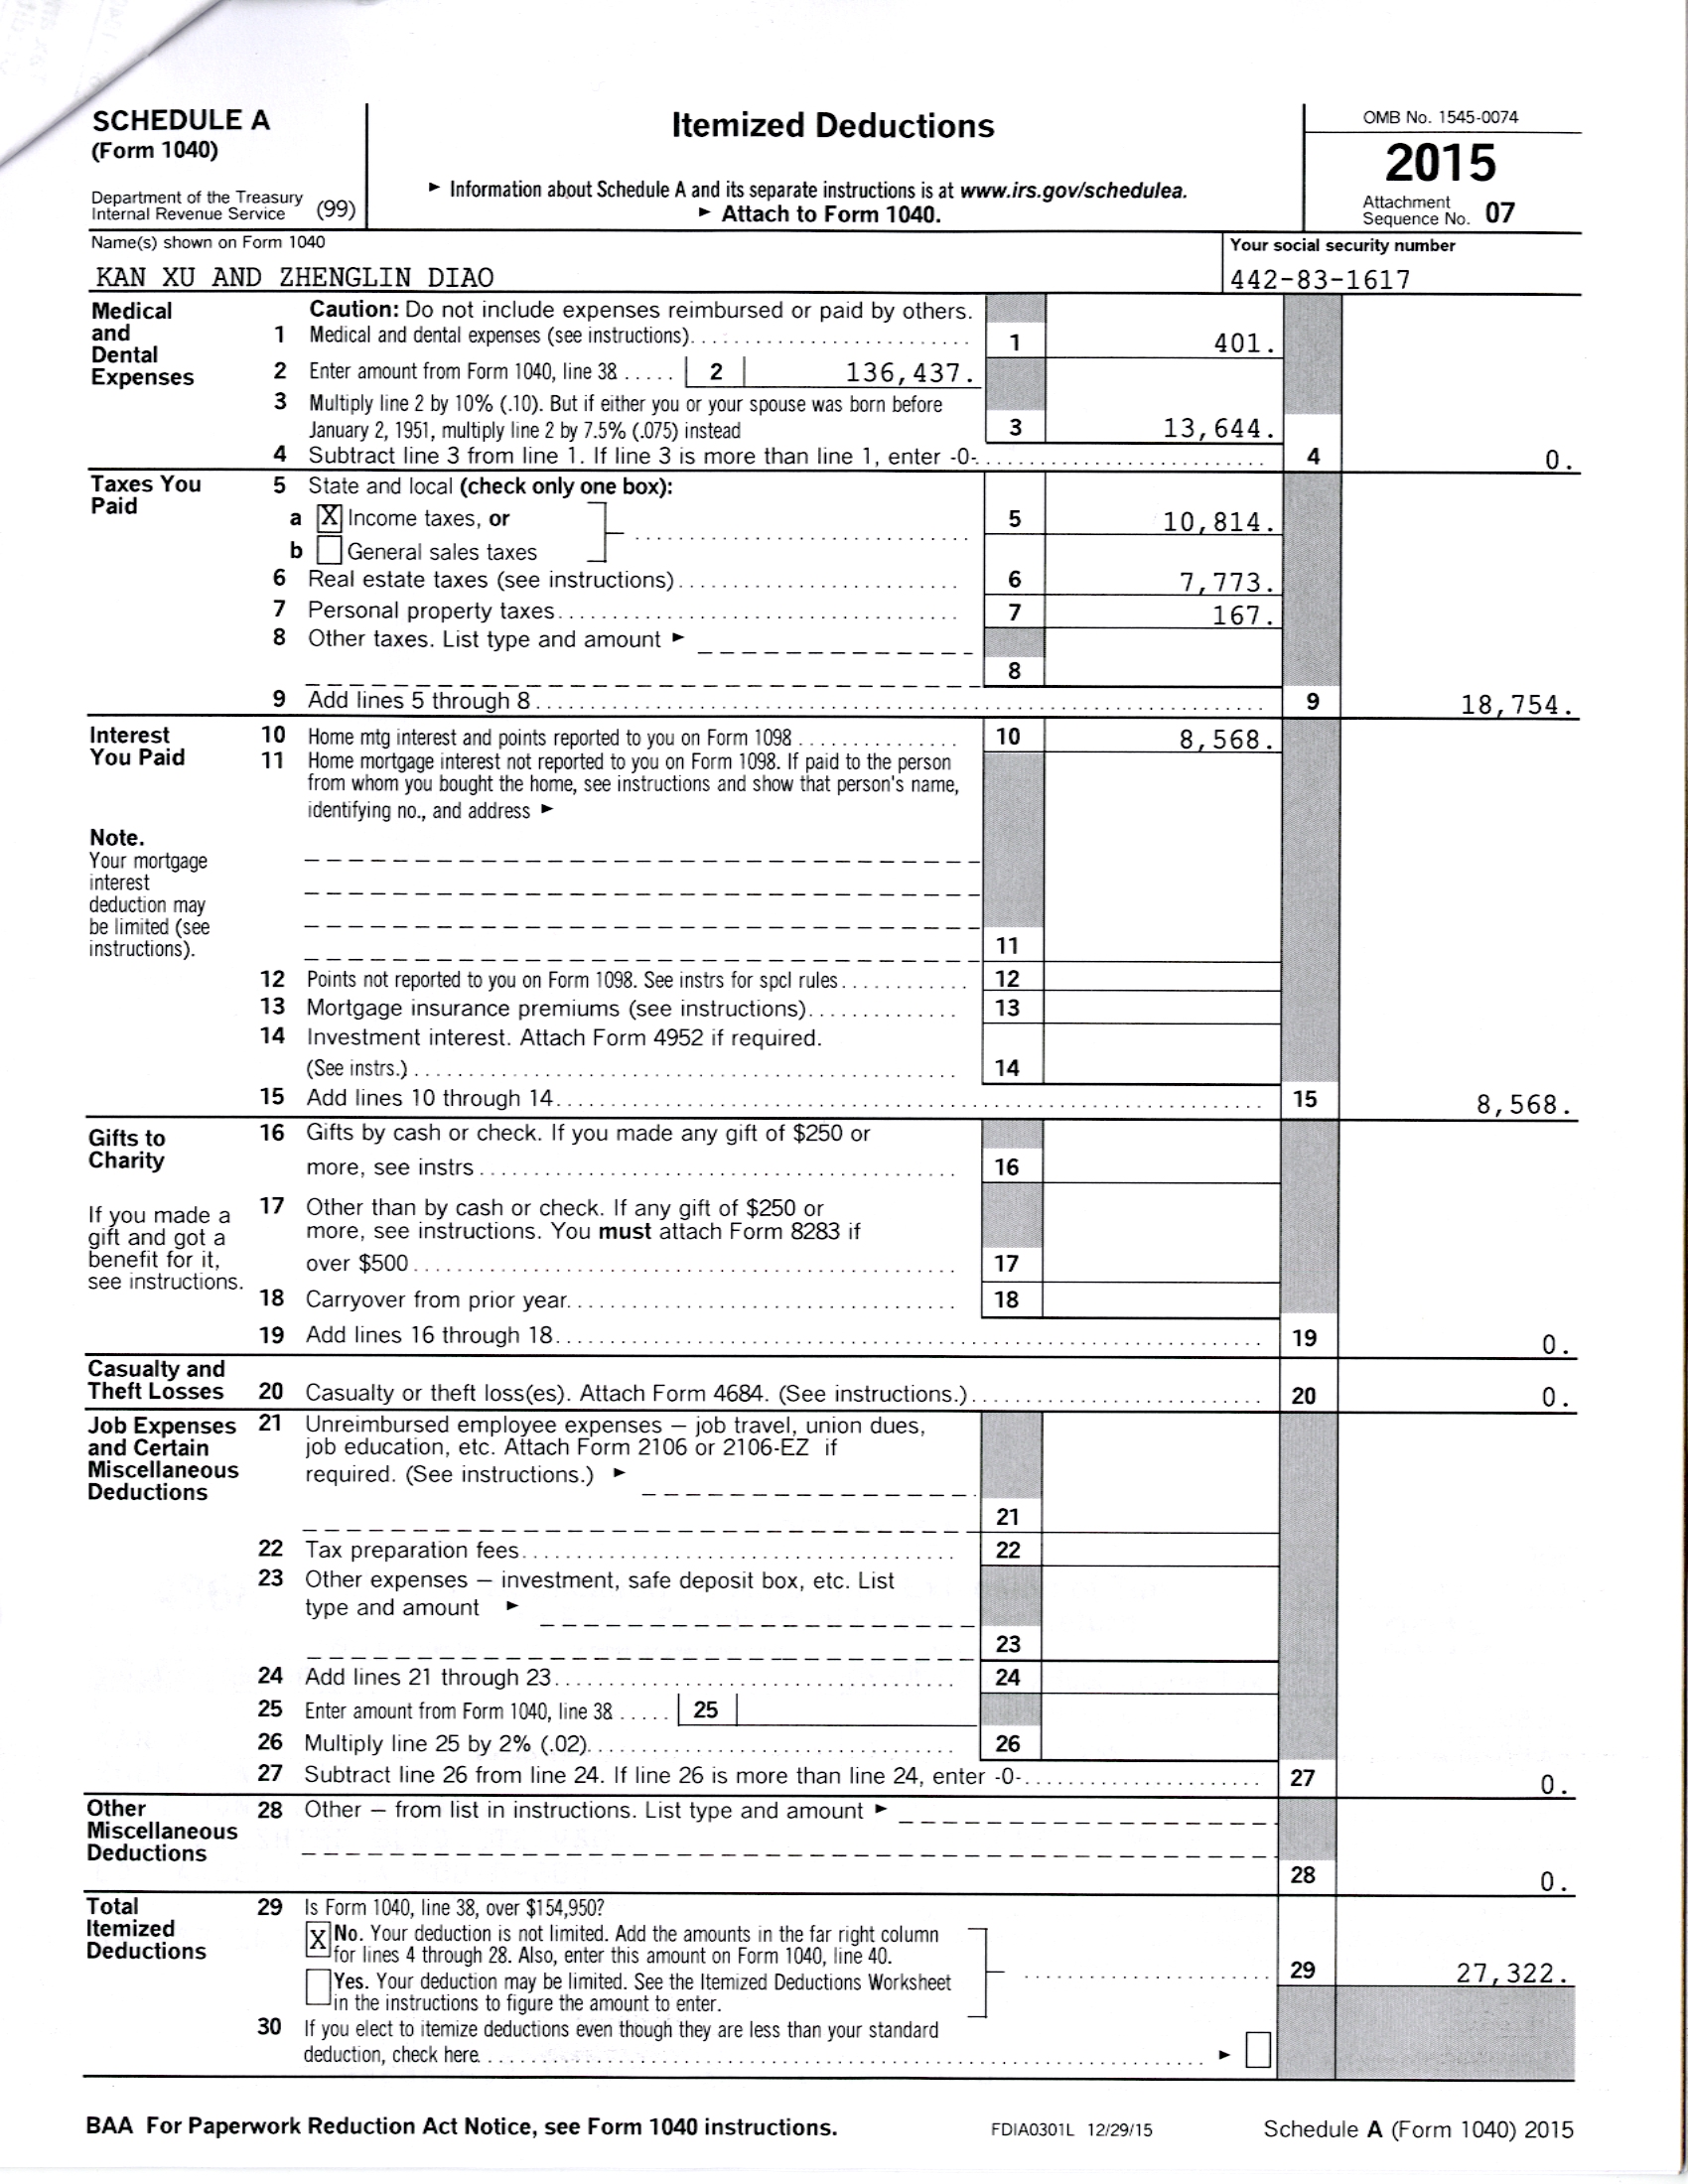 SCHEDULE A
(Form 1040)
Department of the Treasury
Internal Revenue Service (99)
Itemized Deductions
► Information about Schedule A and its separate instructions is at www.irs.gov/schedulea.
► Attach to Form 1040.
OMB No. 1545-0074
2015
Attachment
Sequence No. 07
Name(s) shown on Form 1040
Your social security number
KAN XU AND ZHENGLIN DIAO
442-83-1617
Medical
and
Dental
Expenses
Caution: Do not include expenses reimbursed or paid by others.
1 Medical and dental expenses (see instructions) 1 401.
2 Enter amount from Form 1040, line 38 2 136,437.
3 Multiply line 2 by 10% (.10). But if either you or your spouse was born before
January 2, 1951, multiply line 2 by 7.5% (.075) instead 3 13,644.
4 Subtract line 3 from line 1. If line 3 is more than line 1, enter -0- 4 0.
Taxes You
Paid
5 State and local (check only one box):
a X Income taxes, or 5 10,814.
b General sales taxes
6 Real estate taxes (see instructions) 6 7,773.
7 Personal property taxes 7 167.
8 Other taxes. List type and amount ►
8
9 Add lines 5 through 8 9 18,754.
Interest
You Paid
10 Home mtg interest and points reported to you on Form 1098 10 8,568.
11 Home mortgage interest not reported to you on Form 1098. If paid to the person
from whom you bought the home, see instructions and show that person's name,
identifying no., and address ►
Note.
Your mortgage
interest
deduction may
be limited (see
instructions).
11
12 Points not reported to you on Form 1098. See instrs for spcl rules 12
13 Mortgage insurance premiums (see instructions) 13
14 Investment interest. Attach Form 4952 if required.
(See instrs.) 14
15 Add lines 10 through 14 15 8,568.
Gifts to
Charity
16 Gifts by cash or check. If you made any gift of $250 or
more, see instrs 16
If you made a
gift and got a
benefit for it,
see instructions.
17 Other than by cash or check. If any gift of $250 or
more, see instructions. You must attach Form 8283 if
over $500 17
18 Carryover from prior year 18
19 Add lines 16 through 18 19 0.
Casualty and
Theft Losses
20 Casualty or theft loss(es). Attach Form 4684. (See instructions.) 20 0.
Job Expenses
and Certain
Miscellaneous
Deductions
21 Unreimbursed employee expenses — job travel, union dues,
job education, etc. Attach Form 2106 or 2106-EZ if
required. (See instructions.) ►
21
22 Tax preparation fees 22
23 Other expenses — investment, safe deposit box, etc. List
type and amount ►
23
24 Add lines 21 through 23 24
25 Enter amount from Form 1040, line 38 25
26 Multiply line 25 by 2% (.02) 26
27 Subtract line 26 from line 24. If line 26 is more than line 24, enter -0- 27 0.
Other
Miscellaneous
Deductions
28 Other — from list in instructions. List type and amount ►
28 0.
Total
Itemized
Deductions
29 Is Form 1040, line 38, over $154,950?
X No. Your deduction is not limited. Add the amounts in the far right column
for lines 4 through 28. Also, enter this amount on Form 1040, line 40.
29 27,322.
Yes. Your deduction may be limited. See the Itemized Deductions Worksheet
in the instructions to figure the amount to enter.
30 If you elect to itemize deductions even though they are less than your standard
deduction, check here ►
BAA For Paperwork Reduction Act Notice, see Form 1040 instructions.
FDIA0301L 12/29/15
Schedule A (Form 1040) 2015